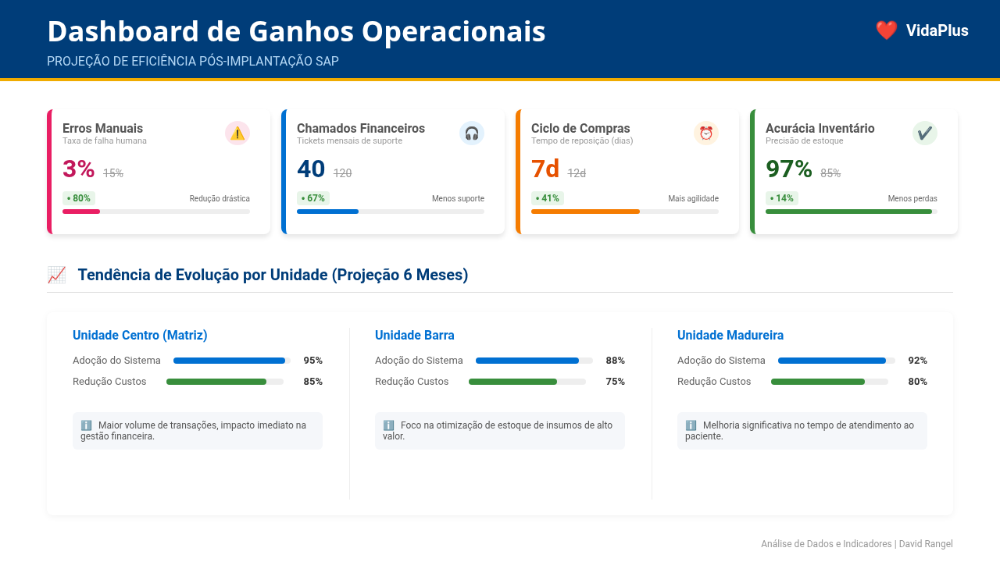 Dashboard de Ganhos Operacionais
PROJEÇÃO DE EFICIÊNCIA PÓS-IMPLANTAÇÃO SAP
VidaPlus
Erros Manuais
Taxa de falha humana
3% 15%
• 80% Redução drástica
Chamados Financeiros
Tickets mensais de suporte
40 120
• 67% Menos suporte
Ciclo de Compras
Tempo de reposição (dias)
7d 12d
• 41% Mais agilidade
Acurácia Inventário
Precisão de estoque
97% 85%
• 14% Menos perdas
Tendência de Evolução por Unidade (Projeção 6 Meses)
Unidade Centro (Matriz)
Adoção do Sistema 95%
Redução Custos 85%
Maior volume de transações, impacto imediato na
gestão financeira.
Unidade Barra
Adoção do Sistema 88%
Redução Custos 75%
Foco na otimização de estoque de insumos de alto
valor.
Unidade Madureira
Adoção do Sistema 92%
Redução Custos 80%
Melhoria significativa no tempo de atendimento ao
paciente.
Análise de Dados e Indicadores | David Rangel